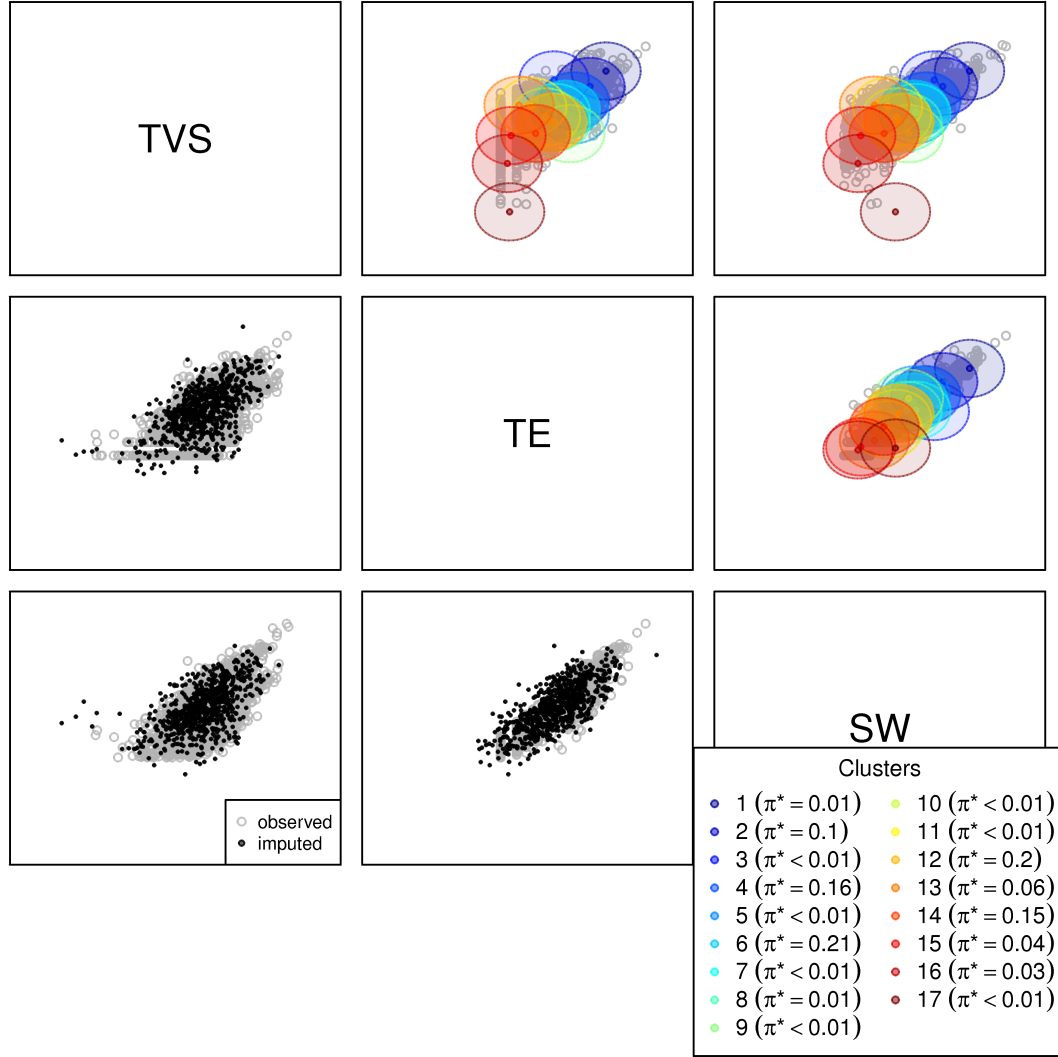 TVS
TE
SW
observed
imputed
Clusters
1 (π* = 0.01)
2 (π* = 0.1)
3 (π* < 0.01)
4 (π* = 0.16)
5 (π* < 0.01)
6 (π* = 0.21)
7 (π* < 0.01)
8 (π* = 0.01)
9 (π* < 0.01)
10 (π* < 0.01)
11 (π* < 0.01)
12 (π* = 0.2)
13 (π* = 0.06)
14 (π* = 0.15)
15 (π* = 0.04)
16 (π* = 0.03)
17 (π* < 0.01)